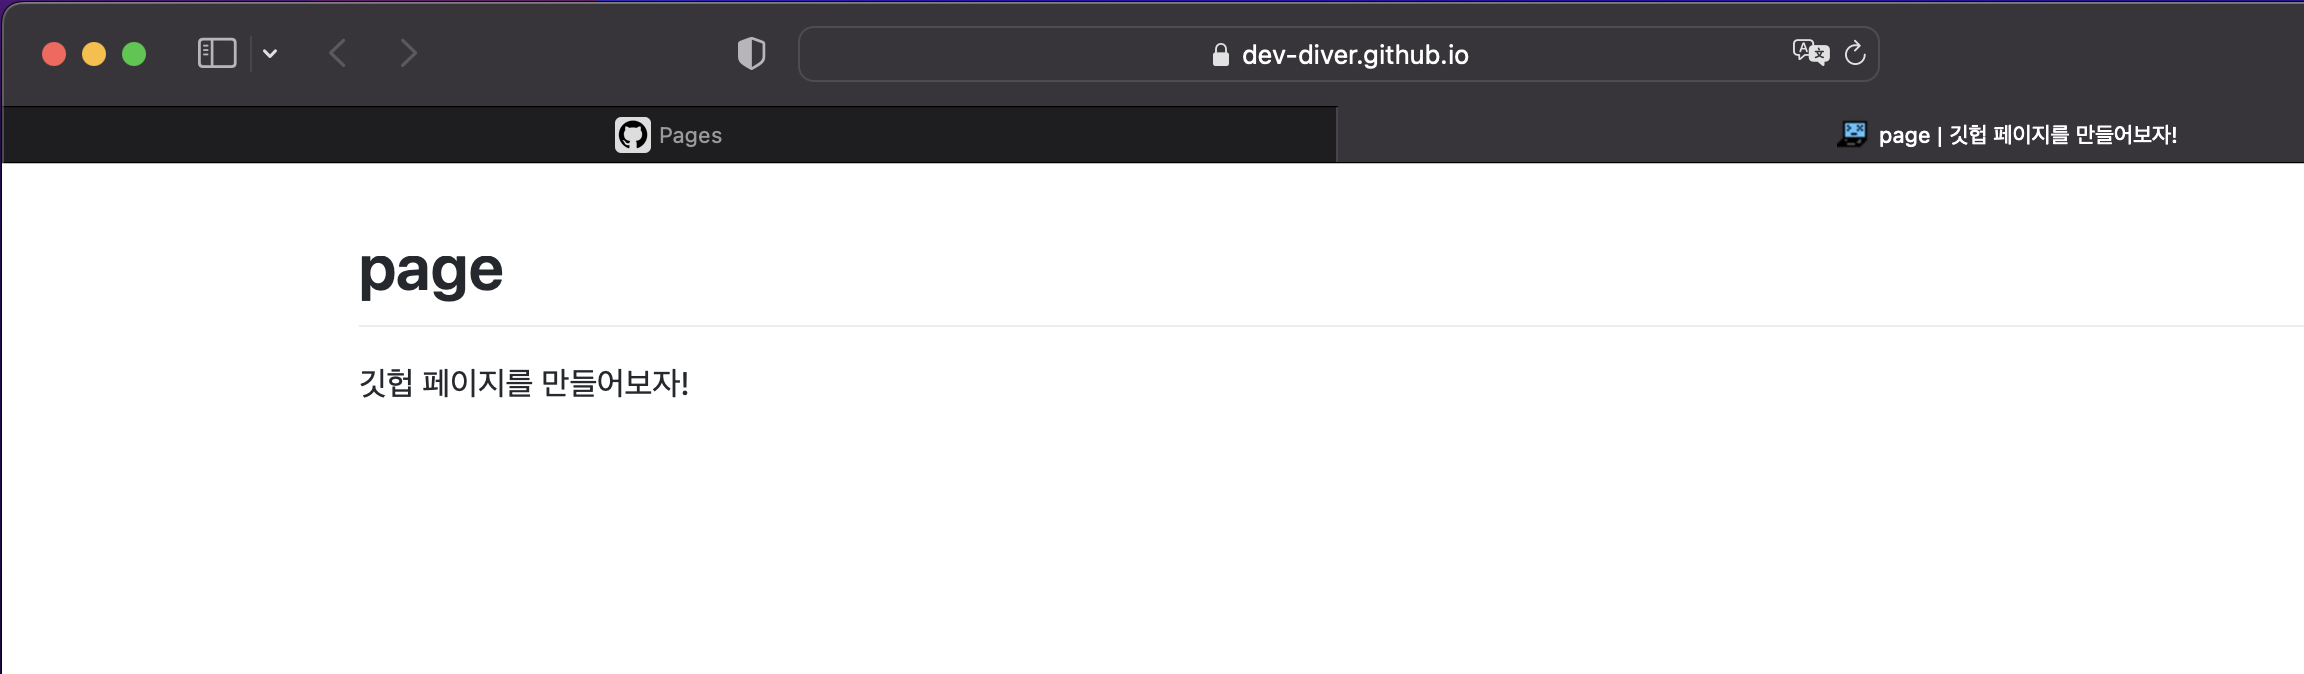 dev-diver.github.io
Pages
page | 깃헙 페이지를 만들어보자!
page
깃헙 페이지를 만들어보자!